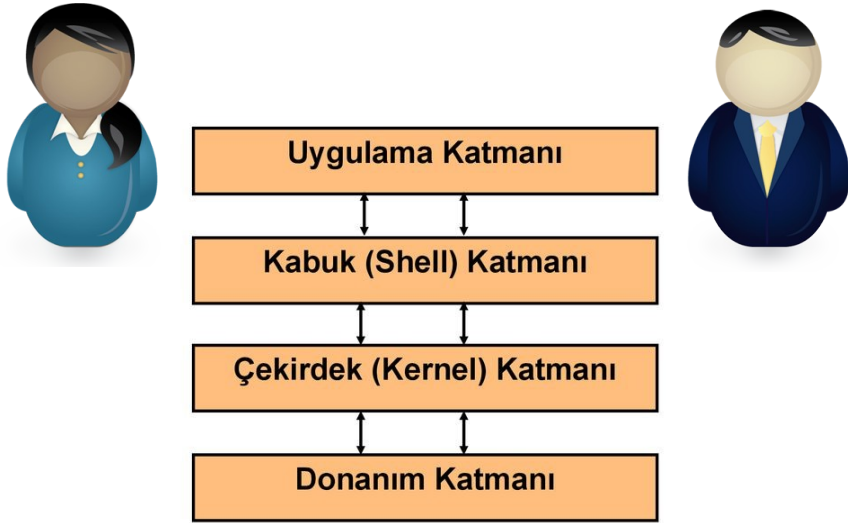 Uygulama Katmanı
Kabuk (Shell) Katmanı
Çekirdek (Kernel) Katmanı
Donanım Katmanı